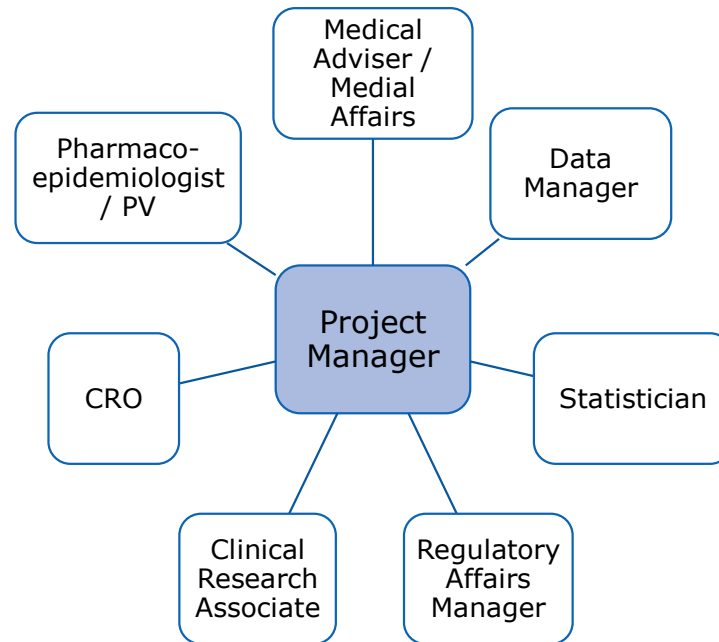 Medical
Adviser /
Medial
Affairs
Pharmaco-
epidemiologist
/ PV
Data
Manager
Project
Manager
CRO
Statistician
Clinical
Research
Associate
Regulatory
Affairs
Manager